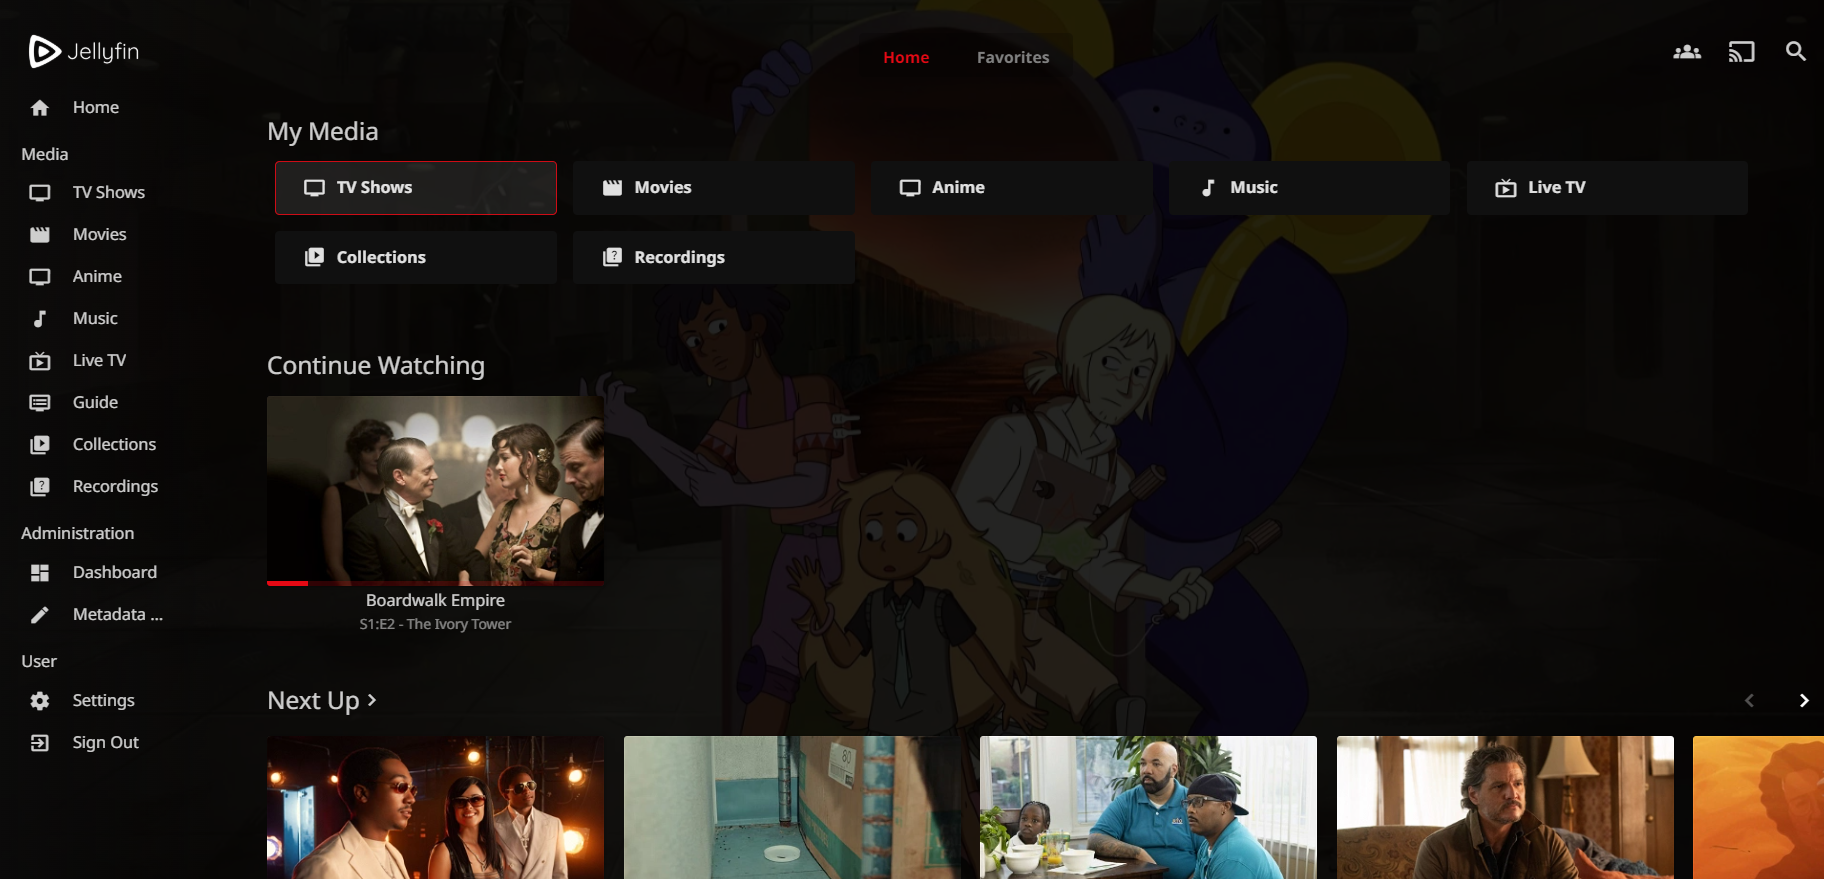 Jellyfin
Home
Favorites
Home
Media
TV Shows
Movies
Anime
Music
Live TV
Guide
Collections
Recordings
Administration
Dashboard
Metadata ...
User
Settings
Sign Out
My Media
TV Shows
Movies
Anime
Music
Live TV
Collections
Recordings
Continue Watching
Boardwalk Empire
S1:E2 - The Ivory Tower
Next Up
80